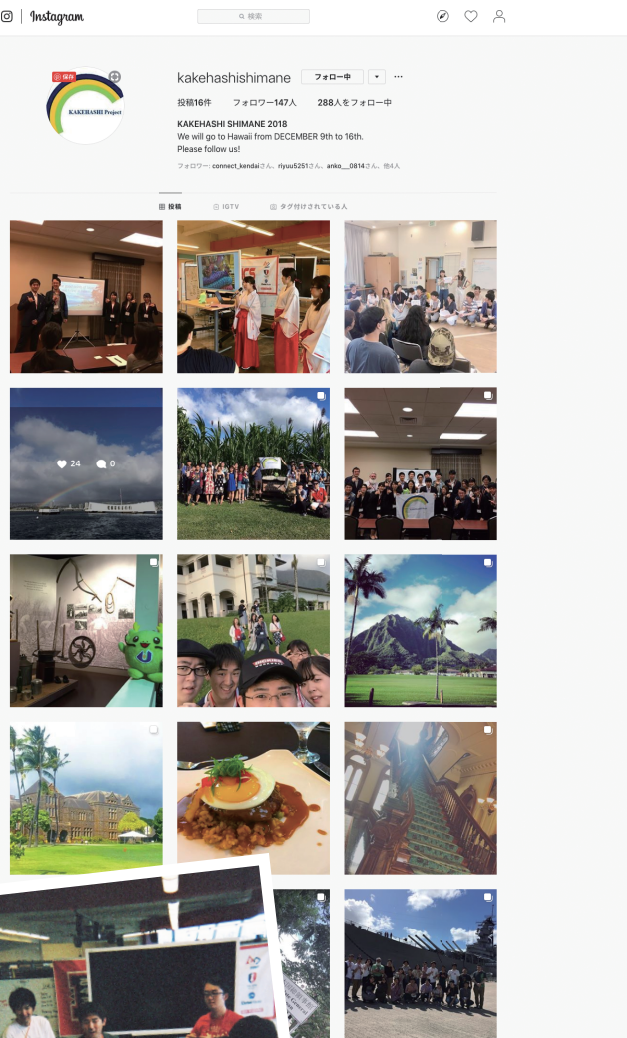 Instagram
検索
保存
KAKEHASHI Project
kakehashishimane フォロー中
投稿16件 フォロワー147人 288人をフォロー中
KAKEHASHI SHIMANE 2018
We will go to Hawaii from DECEMBER 9th to 16th.
Please follow us!
フォロワー: connect_kendaiさん、riyuu5251さん、anko__0814さん、他4人
投稿 IGTV タグ付けされている人
24 0